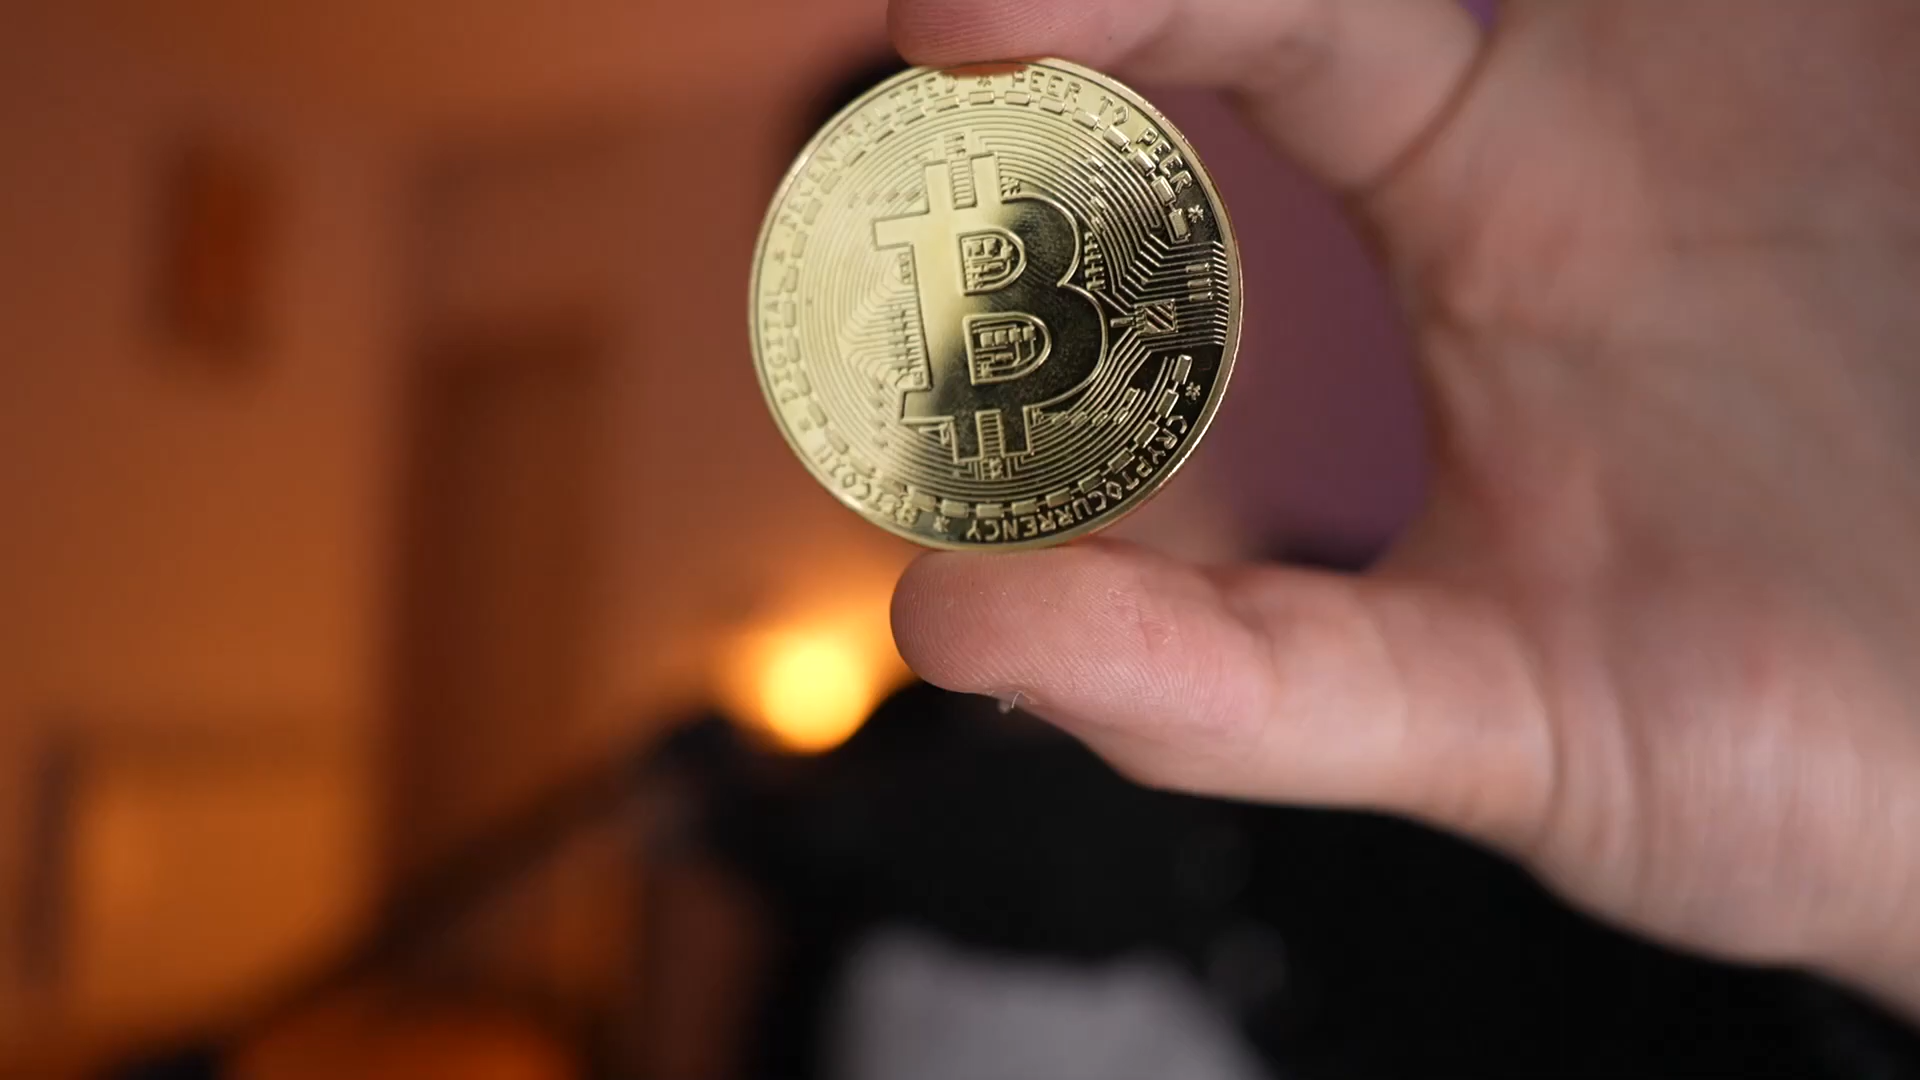 DIGITAL * DECENTRALIZED * PEER TO PEER *
* CRYPTOCURRENCY * BITCOIN *
B